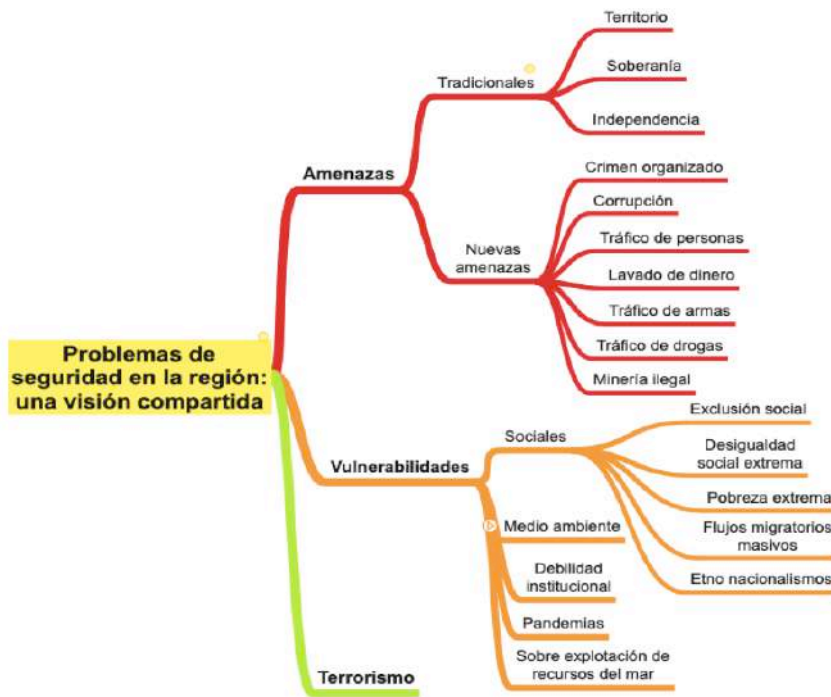 Problemas de
seguridad en la región:
una visión compartida
Amenazas
Tradicionales
Territorio
Soberanía
Independencia
Nuevas
amenazas
Crimen organizado
Corrupción
Tráfico de personas
Lavado de dinero
Tráfico de armas
Tráfico de drogas
Minería ilegal
Vulnerabilidades
Sociales
Exclusión social
Desigualdad
social extrema
Pobreza extrema
Flujos migratorios
masivos
Etno nacionalismos
Medio ambiente
Debilidad
institucional
Pandemias
Sobre explotación de
recursos del mar
Terrorismo